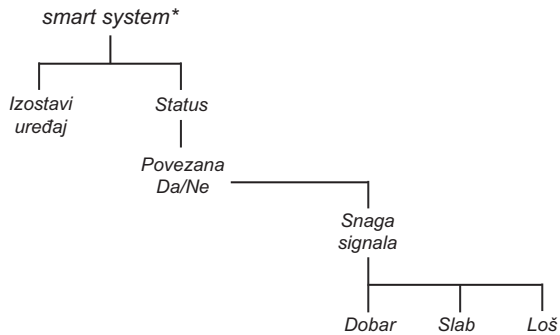 smart system*
Izostavi
uređaj
Status
Povezana
Da/Ne
Snaga
signala
Dobar
Slab
Loš